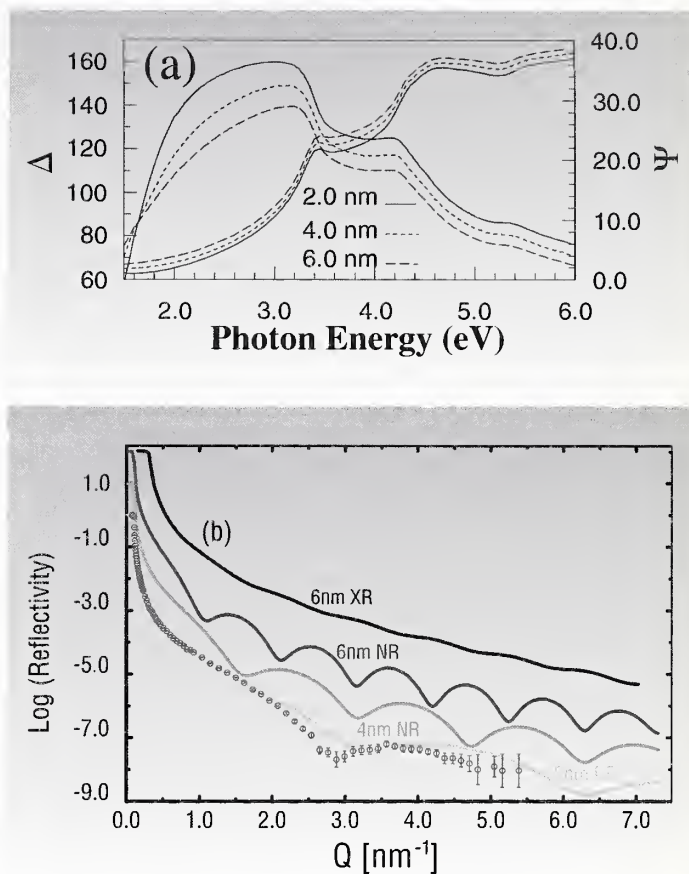 (a)
160
140
120
100
80
60
Δ
40.0
30.0
20.0
10.0
0.0
Ψ
2.0 nm
4.0 nm
6.0 nm
2.0 3.0 4.0 5.0 6.0
Photon Energy (eV)
(b)
1.0
-1.0
-3.0
-5.0
-7.0
-9.0
Log (Reflectivity)
6nm XR
6nm NR
4nm NR
0.0 1.0 2.0 3.0 4.0 5.0 6.0 7.0
Q [nm⁻¹]